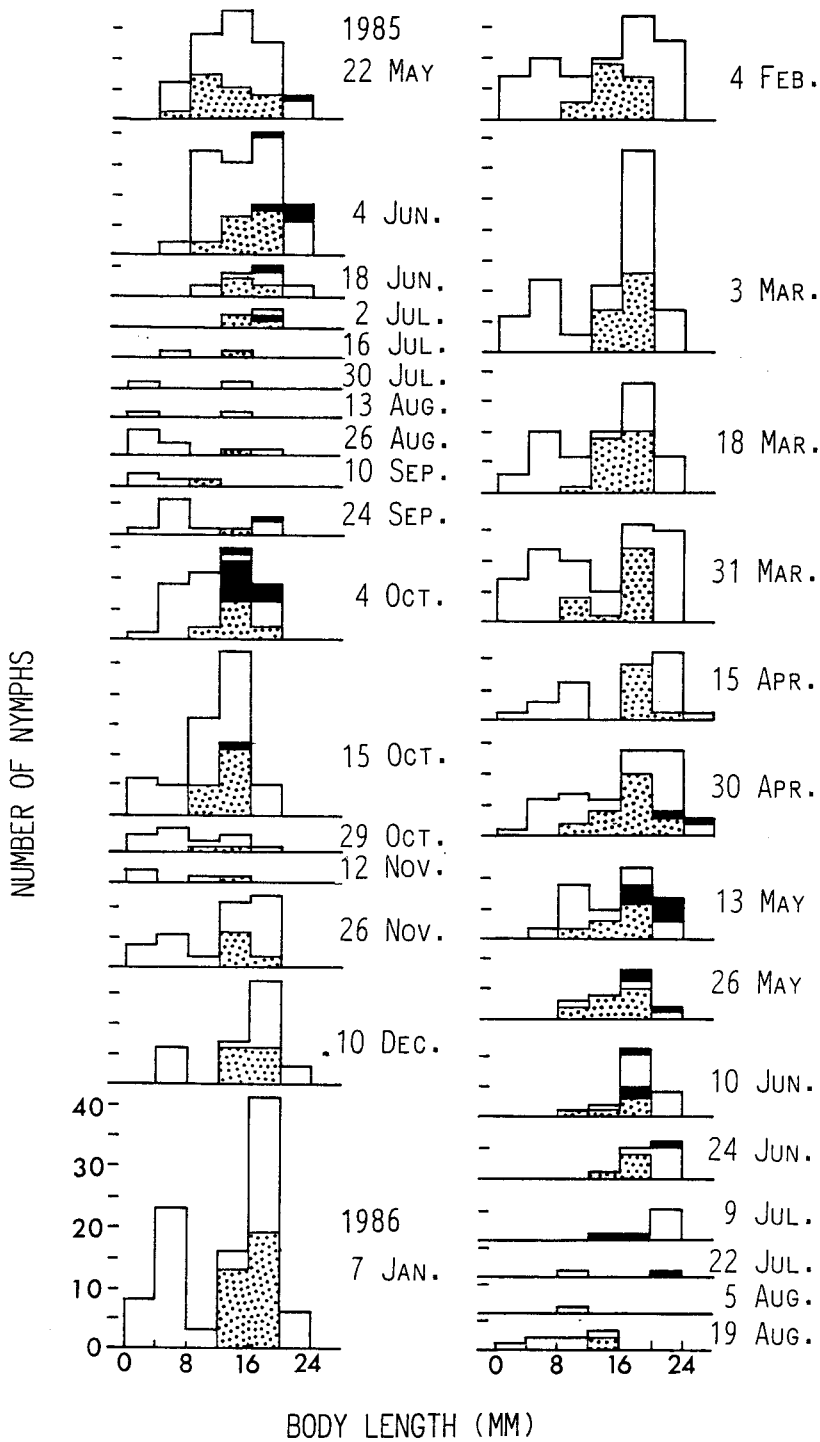 1985
22 MAY
4 JUN.
18 JUN.
2 JUL.
16 JUL.
30 JUL.
13 AUG.
26 AUG.
10 SEP.
24 SEP.
4 OCT.
15 OCT.
29 OCT.
12 NOV.
26 NOV.
10 DEC.
1986
7 JAN.
40
30
20
10
0
0 8 16 24
NUMBER OF NYMPHS
4 FEB.
3 MAR.
18 MAR.
31 MAR.
15 APR.
30 APR.
13 MAY
26 MAY
10 JUN.
24 JUN.
9 JUL.
22 JUL.
5 AUG.
19 AUG.
0 8 16 24
BODY LENGTH (MM)